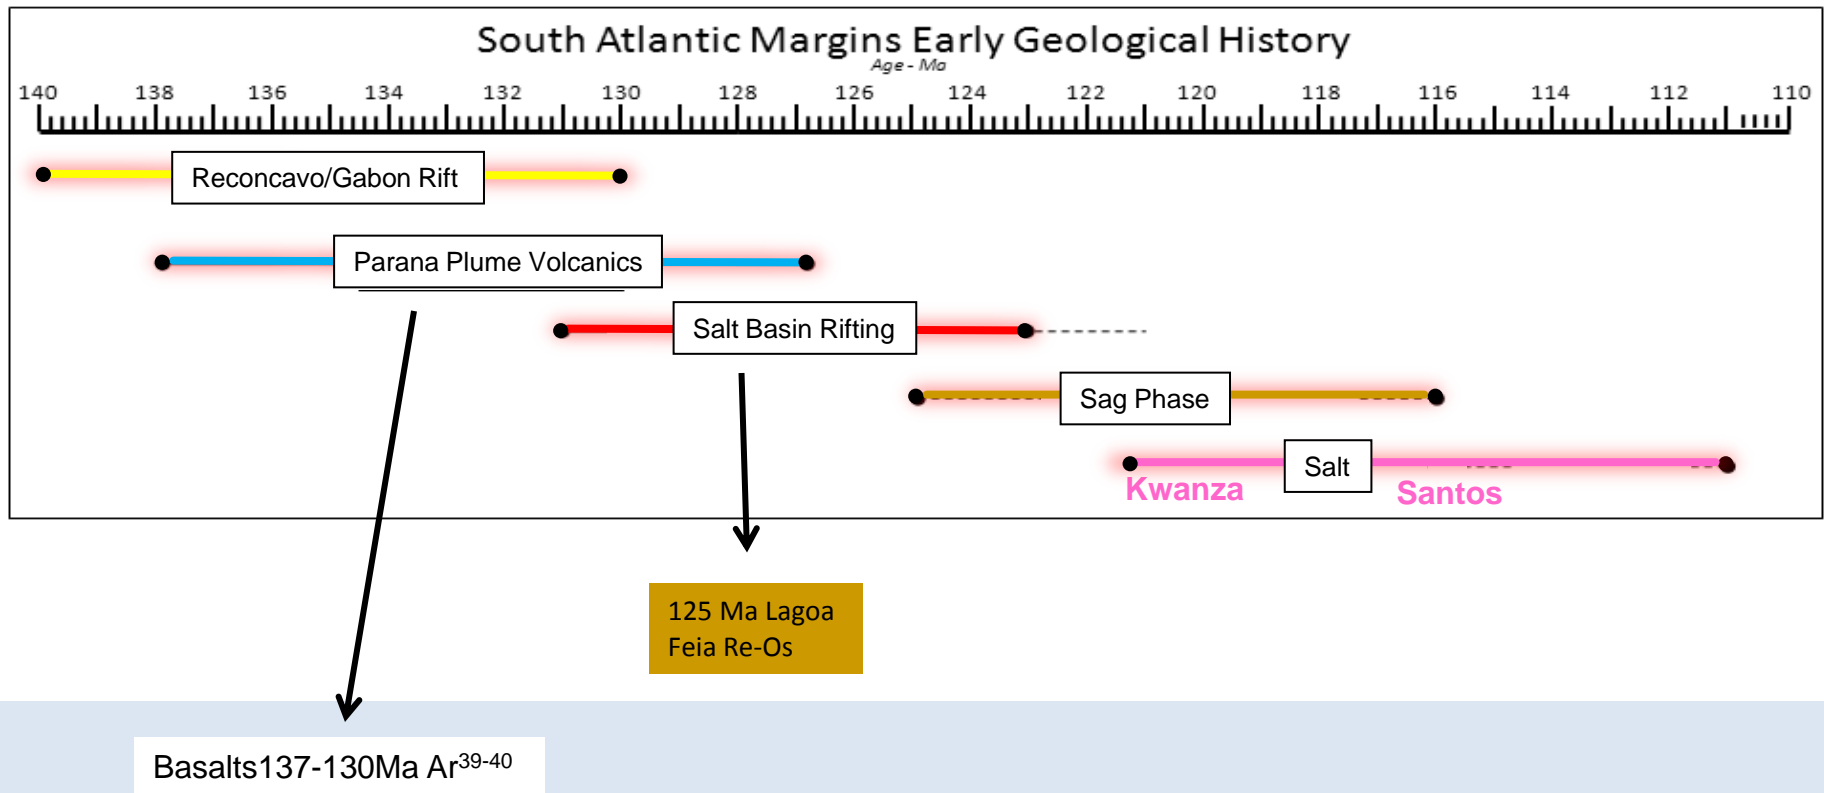 South Atlantic Margins Early Geological History
Age - Ma
140 138 136 134 132 130 128 126 124 122 120 118 116 114 112 110
Reconcavo/Gabon Rift
Parana Plume Volcanics
Salt Basin Rifting
Sag Phase
Salt
Kwanza Santos
125 Ma Lagoa
Feia Re-Os
Basalts137-130Ma Ar39-40